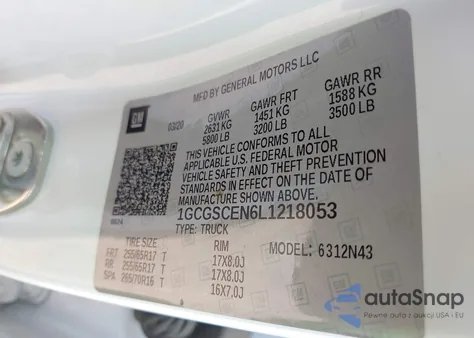 MFD BY GENERAL MOTORS LLC
GM 03/20 GVWR GAWR FRT GAWR RR
2631 KG 1451 KG 1588 KG
5800 LB 3200 LB 3500 LB
THIS VEHICLE CONFORMS TO ALL
APPLICABLE U.S. FEDERAL MOTOR
VEHICLE SAFETY AND THEFT PREVENTION
STANDARDS IN EFFECT ON THE DATE OF
MANUFACTURE SHOWN ABOVE.
1GCGSCEN6L1218053
TYPE: TRUCK
TIRE SIZE RIM MODEL: 6312N43
FRT 255/65R17 T 17X8.0J
RR 255/65R17 T 17X8.0J
SPA 265/70R16 T 16X7.0J
autoSnap
Pewne auta z USA i EU